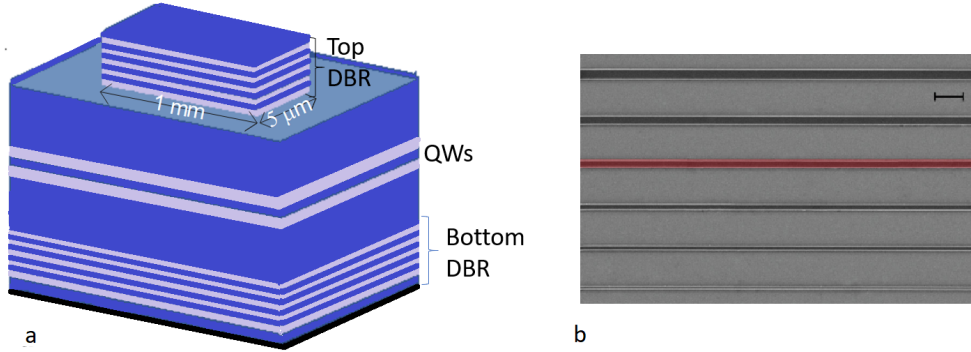 Top
DBR
1 mm
5 μm
QWs
Bottom
DBR
a
b